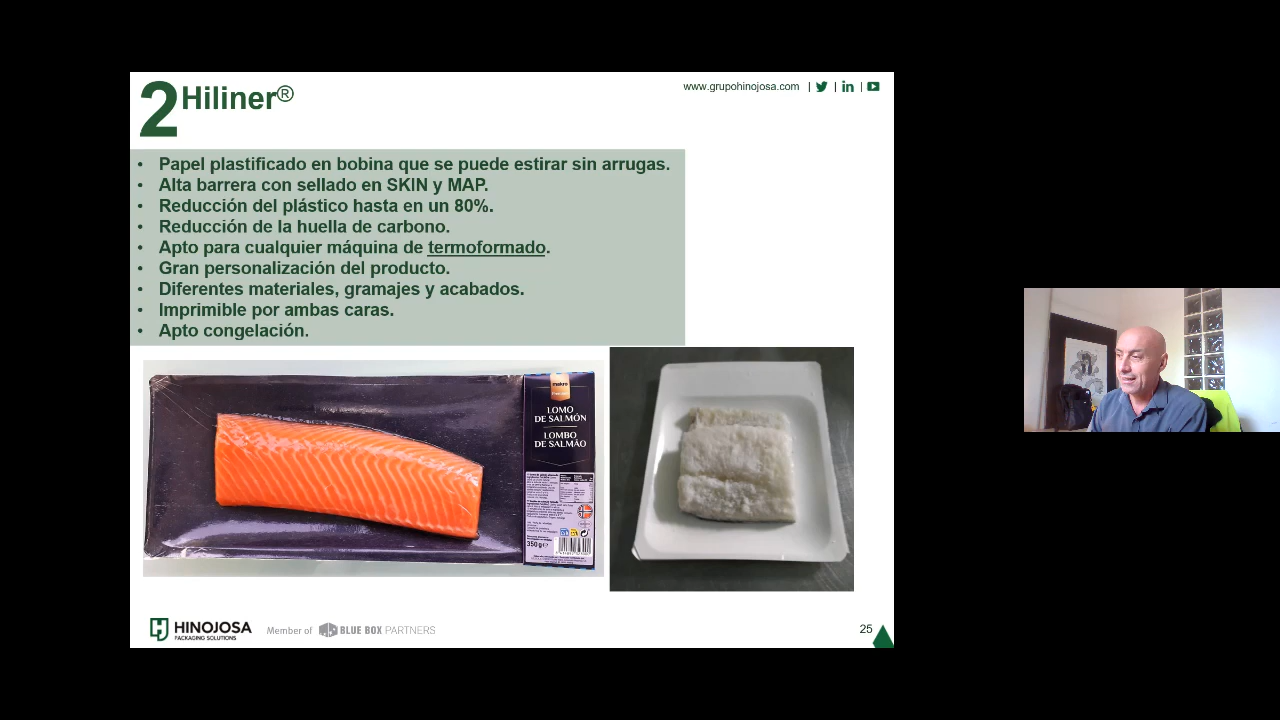 2 Hiliner®
www.grupohinojosa.com | | |
• Papel plastificado en bobina que se puede estirar sin arrugas.
• Alta barrera con sellado en SKIN y MAP.
• Reducción del plástico hasta en un 80%.
• Reducción de la huella de carbono.
• Apto para cualquier máquina de termoformado.
• Gran personalización del producto.
• Diferentes materiales, gramajes y acabados.
• Imprimible por ambas caras.
• Apto congelación.
makro
LOMO
DE SALMÓN
LOMBO
DE SALMÃO
350g
HINOJOSA
PACKAGING SOLUTIONS
Member of BLUE BOX PARTNERS
25